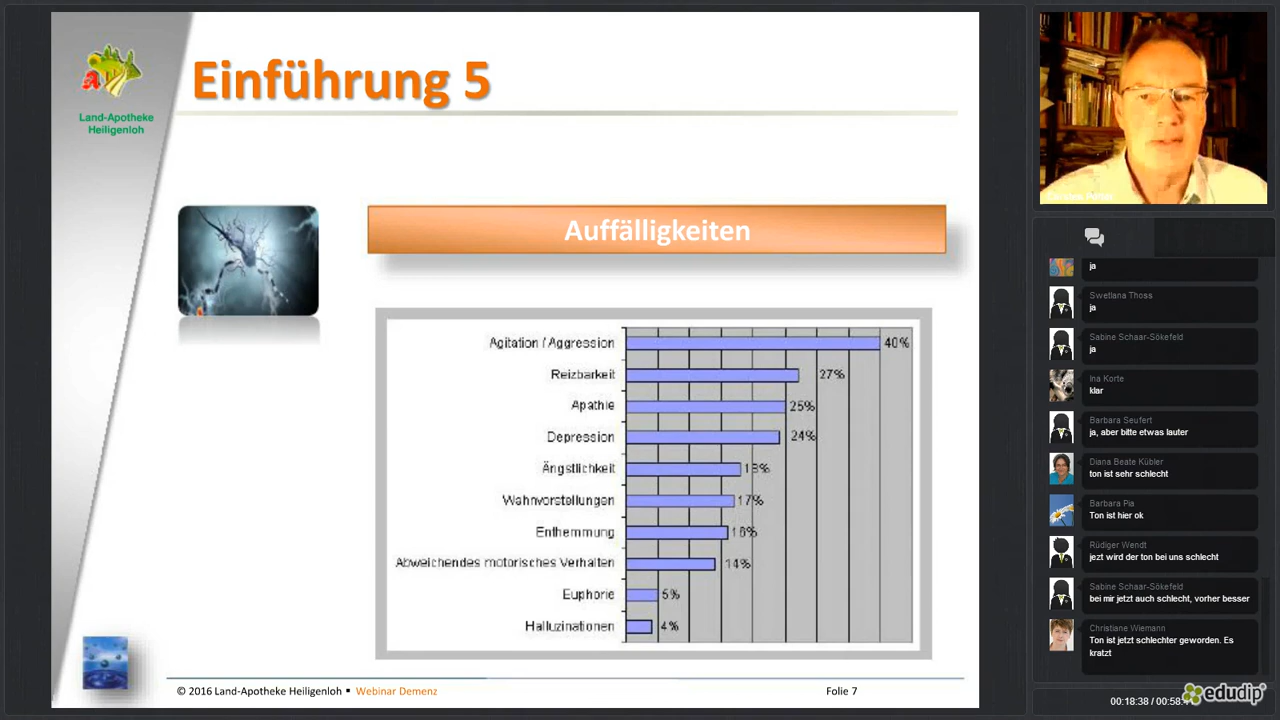 Land-Apotheke
Heiligenloh
Einführung 5
Auffälligkeiten
Agitation / Aggression 40%
Reizbarkeit 27%
Apathie 25%
Depression 24%
Ängstlichkeit 18%
Wahnvorstellungen 17%
Enthemmung 16%
Abweichendes motorisches Verhalten 14%
Euphorie 5%
Halluzinationen 4%
© 2016 Land-Apotheke Heiligenloh ▪ Webinar Demenz
Folie 7
ja
Swetlana Thoss
ja
Sabine Schaar-Sökefeld
ja
Ina Korte
klar
Barbara Seufert
ja, aber bitte etwas lauter
Diana Beate Kübler
ton ist sehr schlecht
Barbara Pia
Ton ist hier ok
Rüdiger Wendt
jezt wird der ton bei uns schlecht
Sabine Schaar-Sökefeld
bei mir jetzt auch schlecht, vorher besser
Christiane Wiemann
Ton ist jetzt schlechter geworden. Es
kratzt
00:18:38
edudip